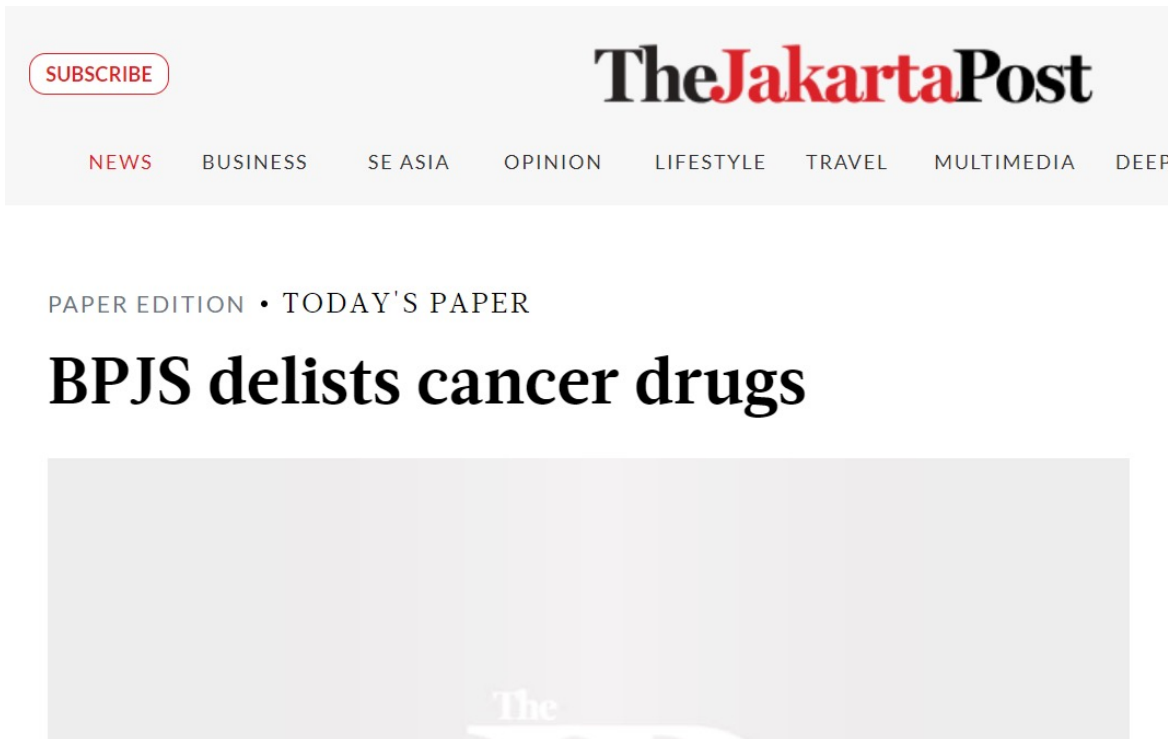 SUBSCRIBE
TheJakartaPost
NEWS BUSINESS SE ASIA OPINION LIFESTYLE TRAVEL MULTIMEDIA DEEP
PAPER EDITION • TODAY'S PAPER
BPJS delists cancer drugs
The